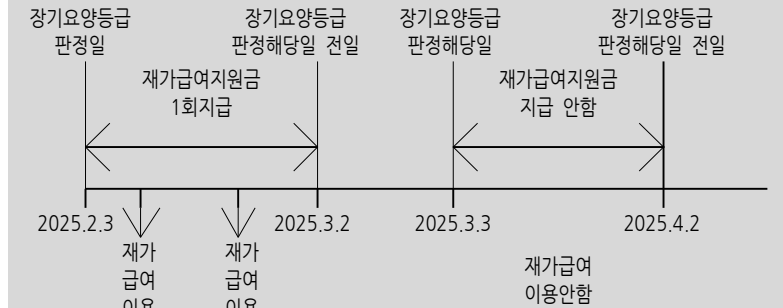 장기요양등급
판정일
장기요양등급
판정해당일 전일
장기요양등급
판정해당일
장기요양등급
판정해당일 전일
재가급여지원금
1회지급
재가급여지원금
지급 안함
2025.2.3
2025.3.2
2025.3.3
2025.4.2
재가
급여
이용
재가
급여
이용
재가급여
이용안함